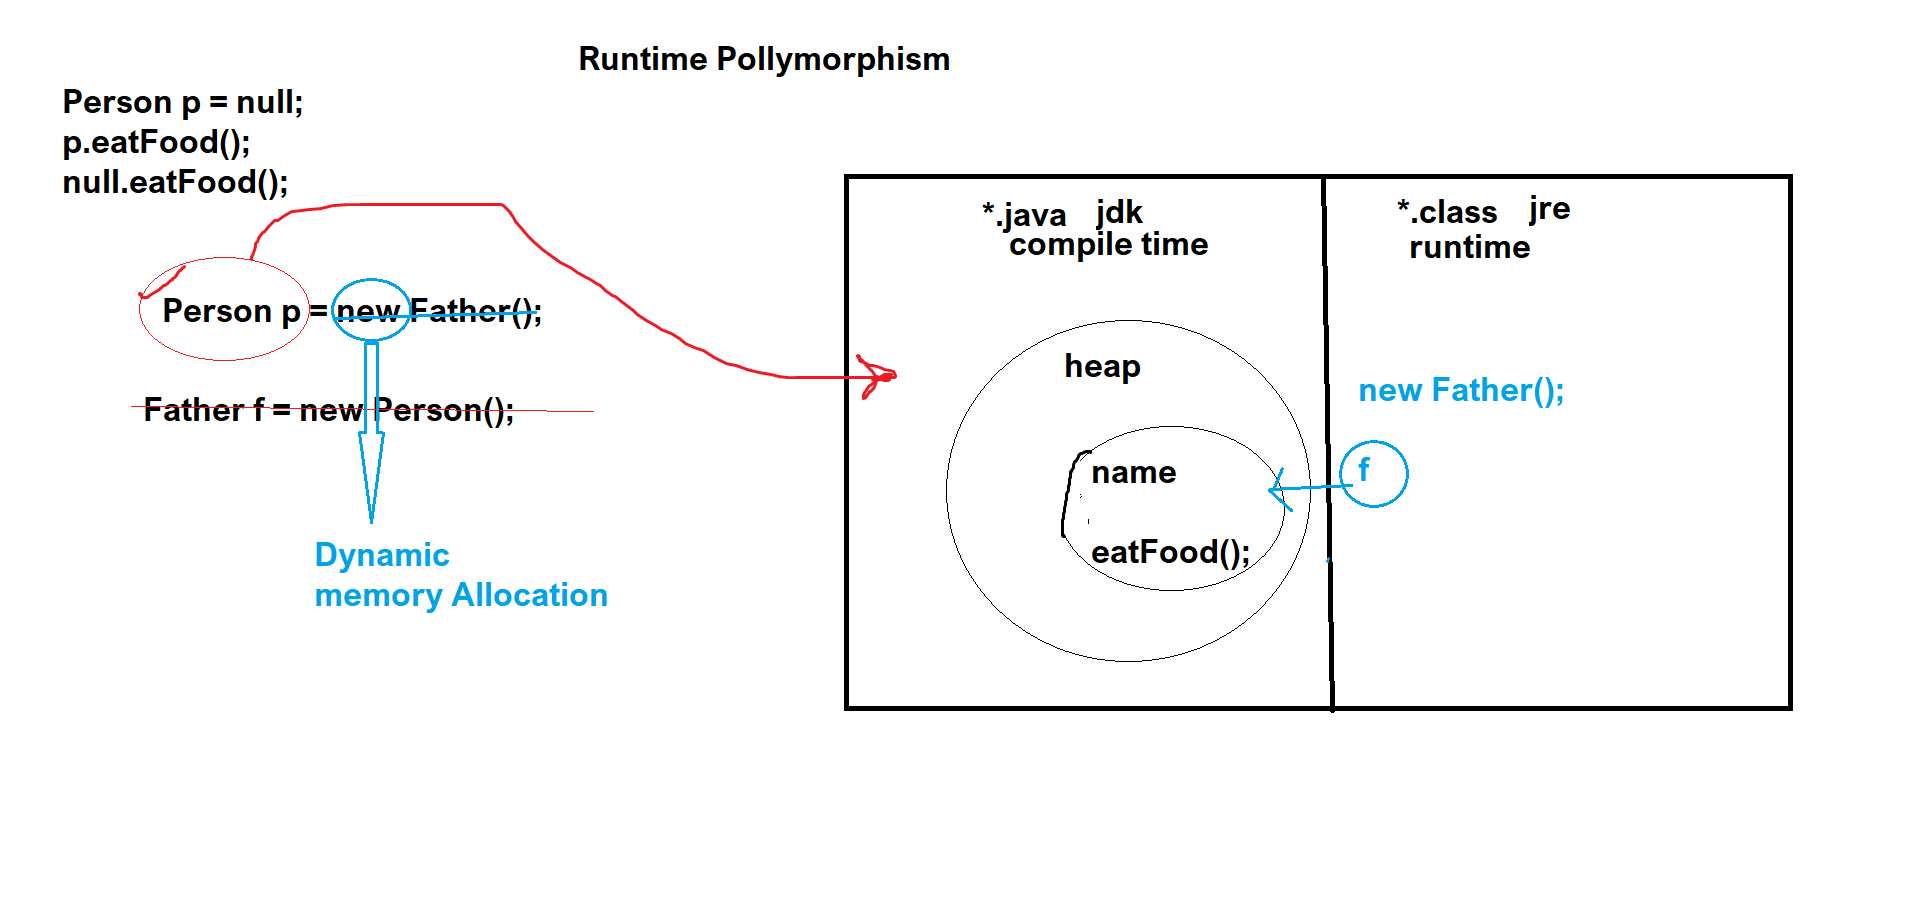 Runtime Pollymorphism
Person p = null;
p.eatFood();
null.eatFood();
Person p = new Father();
Father f = new Person();
Dynamic
memory Allocation
*.java jdk
compile time
*.class jre
runtime
heap
name
eatFood();
new Father();
f